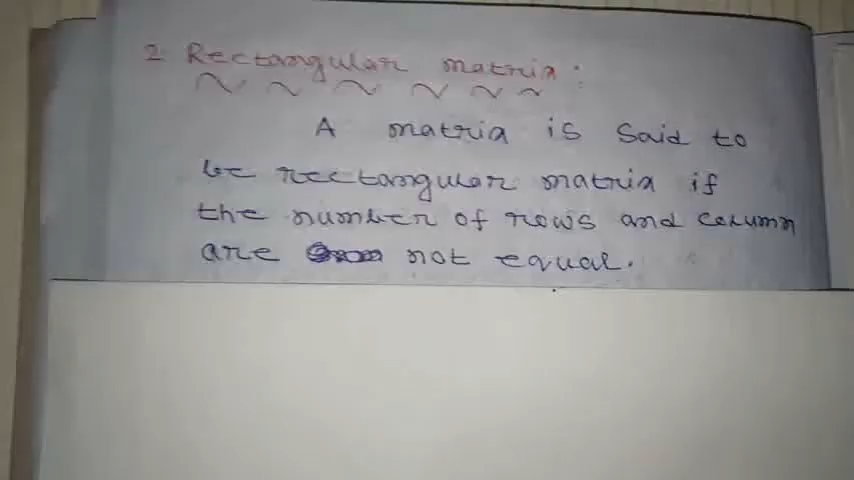 2 Rectangular matrix:
A matrix is said to
be rectangular matrix if
the number of rows and column
are not equal.